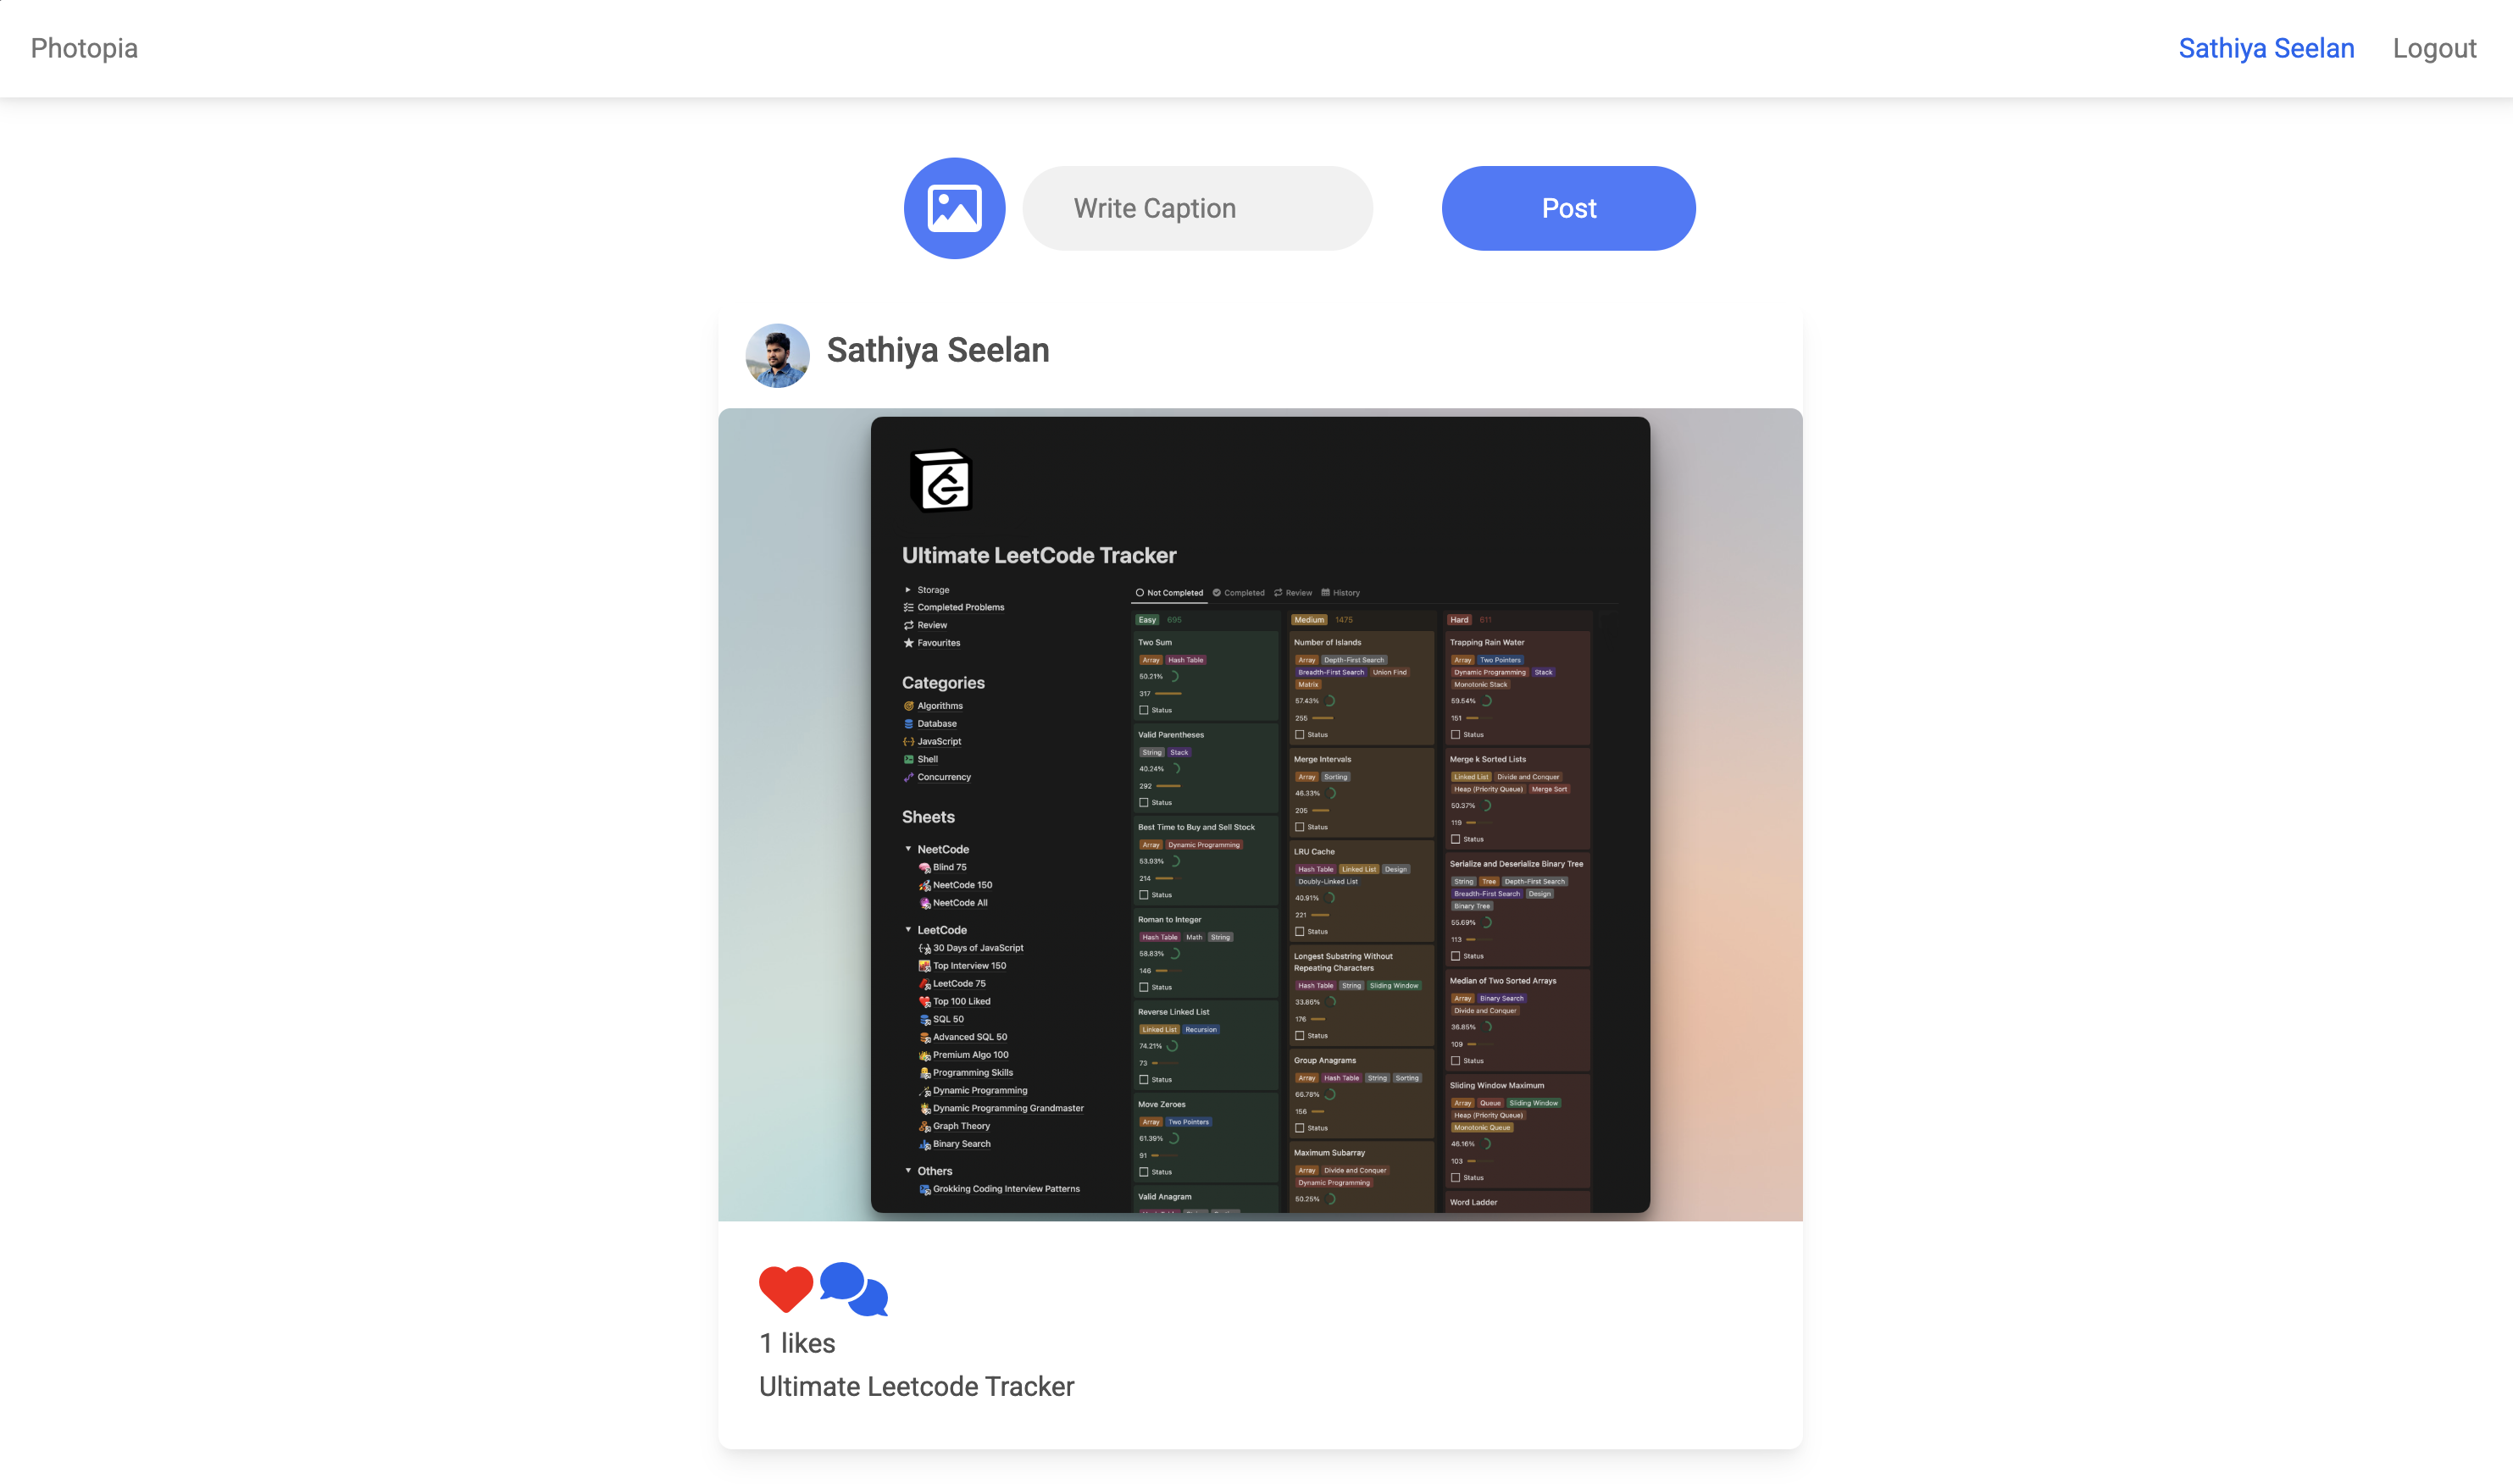 Photopia
Sathiya Seelan
Logout
Write Caption
Post
Sathiya Seelan
Ultimate LeetCode Tracker
Storage
Completed Problems
Review
Favourites
Categories
Algorithms
Database
JavaScript
Shell
Concurrency
Sheets
NeetCode
Blind 75
NeetCode 150
NeetCode All
LeetCode
30 Days of JavaScript
Top Interview 150
LeetCode 75
Top 100 Liked
SQL 50
Advanced SQL 50
Premium Algo 100
Programming Skills
Dynamic Programming
Dynamic Programming Grandmaster
Graph Theory
Binary Search
Others
Grokking Coding Interview Patterns
Not Completed Completed Review History
Easy 695
Two Sum
Array Hash Table
50.21%
317
Status
Valid Parentheses
String Stack
40.24%
292
Status
Best Time to Buy and Sell Stock
Array Dynamic Programming
53.93%
214
Status
Roman to Integer
Hash Table Math String
58.83%
146
Status
Reverse Linked List
Linked List Recursion
74.21%
73
Status
Move Zeroes
Array Two Pointers
61.39%
91
Status
Valid Anagram
Medium 1475
Number of Islands
Array Depth-First Search
Breadth-First Search Union Find
Matrix
57.43%
255
Status
Merge Intervals
Array Sorting
46.33%
205
Status
LRU Cache
Hash Table Linked List Design
Doubly-Linked List
40.91%
221
Status
Longest Substring Without
Repeating Characters
Hash Table String Sliding Window
33.86%
176
Status
Group Anagrams
Array Hash Table String Sorting
66.78%
156
Status
Maximum Subarray
Array Divide and Conquer
Dynamic Programming
50.25%
Hard 611
Trapping Rain Water
Array Two Pointers
Dynamic Programming Stack
Monotonic Stack
59.54%
151
Status
Merge k Sorted Lists
Linked List Divide and Conquer
Heap (Priority Queue) Merge Sort
50.37%
119
Status
Serialize and Deserialize Binary Tree
String Tree Depth-First Search
Breadth-First Search Design
Binary Tree
55.69%
113
Status
Median of Two Sorted Arrays
Array Binary Search
Divide and Conquer
36.85%
109
Status
Sliding Window Maximum
Array Queue Sliding Window
Heap (Priority Queue)
Monotonic Queue
46.16%
103
Status
Word Ladder
1 likes
Ultimate Leetcode Tracker